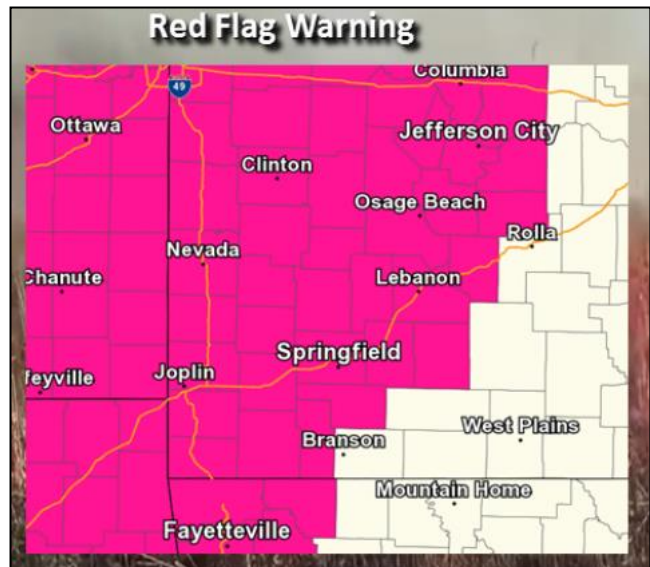 Red Flag Warning
49
Columbia
Ottawa
Jefferson City
Clinton
Osage Beach
Rolla
Nevada
Chanute
Lebanon
Springfield
feyville
Joplin
West Plains
Branson
Mountain Home
Fayetteville